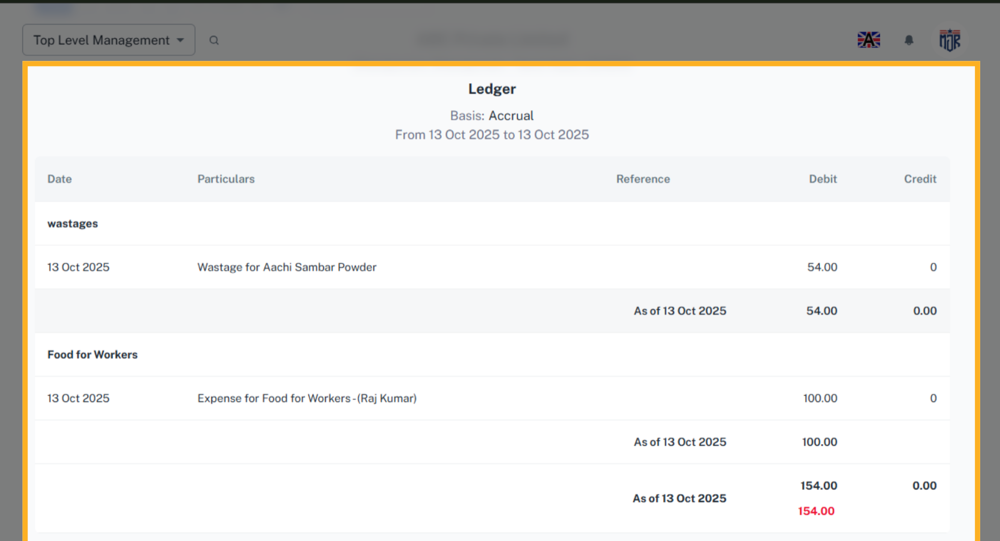 Top Level Management
A
MJR
Ledger
Basis: Accrual
From 13 Oct 2025 to 13 Oct 2025
Date Particulars Reference Debit Credit
wastages
13 Oct 2025 Wastage for Aachi Sambar Powder 54.00 0
As of 13 Oct 2025 54.00 0.00
Food for Workers
13 Oct 2025 Expense for Food for Workers - (Raj Kumar) 100.00 0
As of 13 Oct 2025 100.00
As of 13 Oct 2025 154.00 0.00
154.00